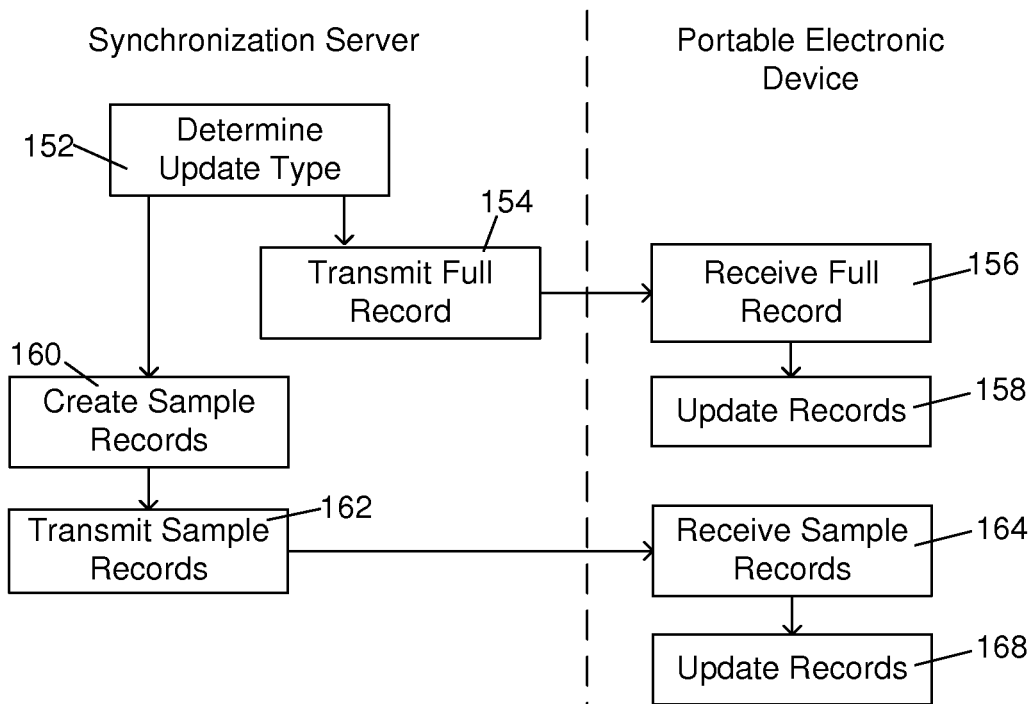 Synchronization Server
Portable Electronic
Device
Determine
Update Type
152
154
Transmit Full
Record
Receive Full
Record
156
160
Create Sample
Records
Update Records
158
Transmit Sample
Records
162
Receive Sample
Records
164
Update Records
168